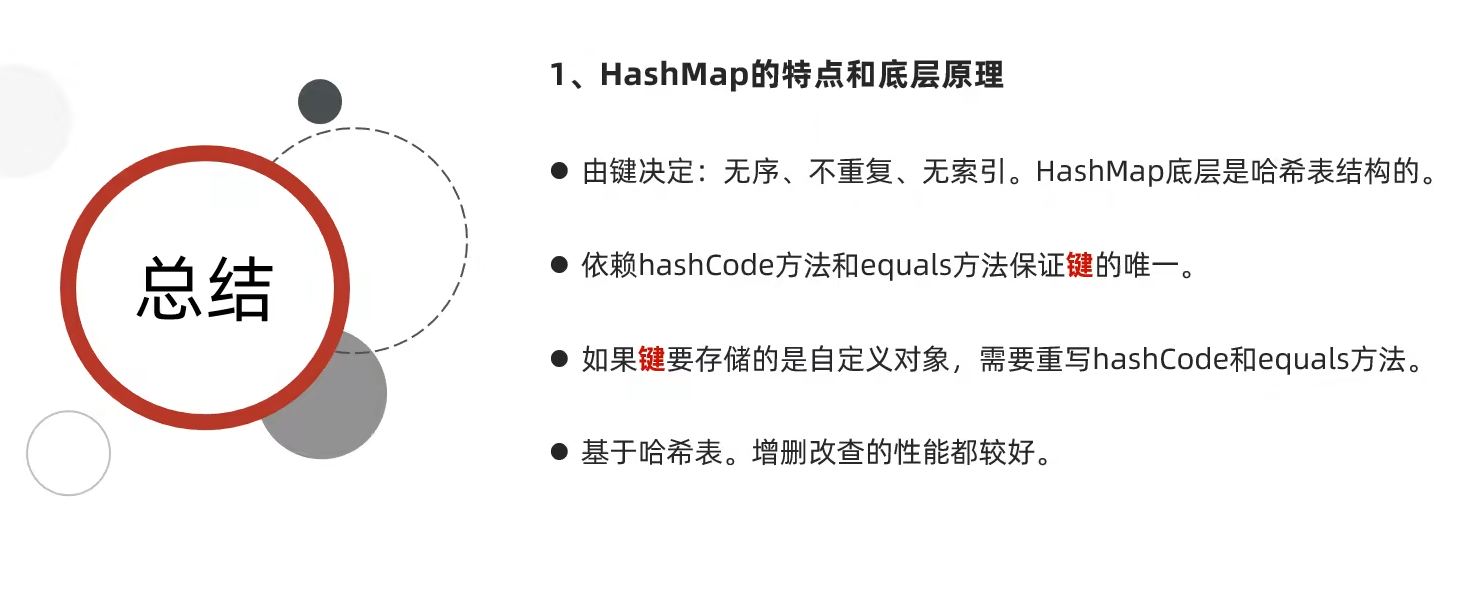 总结
1、HashMap的特点和底层原理
● 由键决定：无序、不重复、无索引。HashMap底层是哈希表结构的。
● 依赖hashCode方法和equals方法保证键的唯一。
● 如果键要存储的是自定义对象，需要重写hashCode和equals方法。
● 基于哈希表。增删改查的性能都较好。